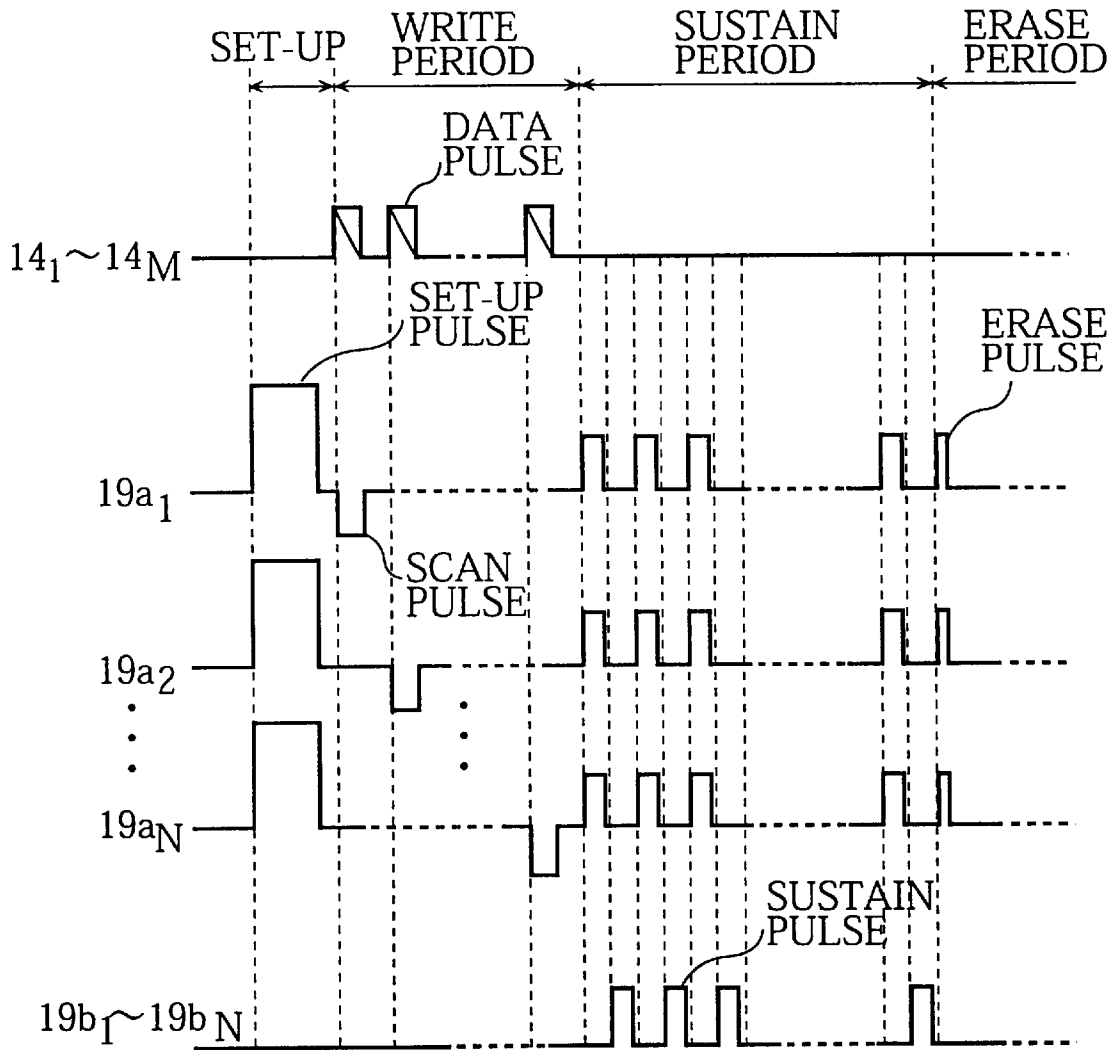 SET-UP
WRITE
PERIOD
SUSTAIN
PERIOD
ERASE
PERIOD
DATA
PULSE
14₁~14M
SET-UP
PULSE
ERASE
PULSE
19a₁
SCAN
PULSE
19a₂
19aN
SUSTAIN
PULSE
19b₁~19bN